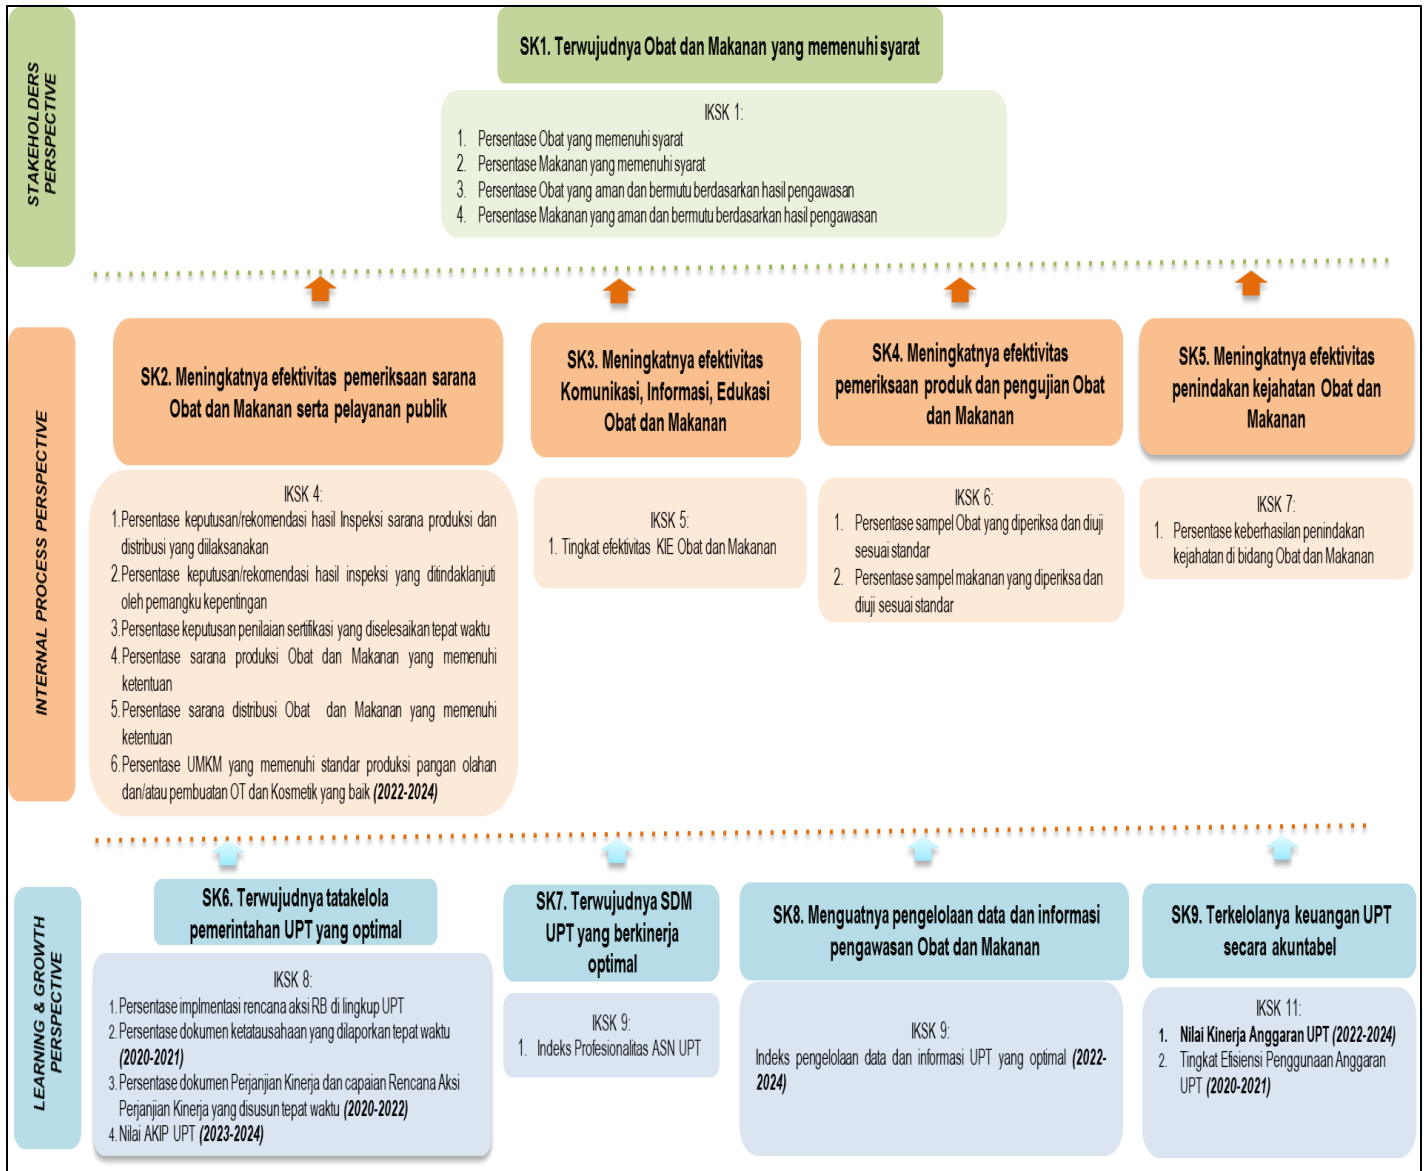 STAKEHOLDERS
PERSPECTIVE
SK1. Terwujudnya Obat dan Makanan yang memenuhi syarat
IKSK 1:
1. Persentase Obat yang memenuhi syarat
2. Persentase Makanan yang memenuhi syarat
3. Persentase Obat yang aman dan bermutu berdasarkan hasil pengawasan
4. Persentase Makanan yang aman dan bermutu berdasarkan hasil pengawasan
INTERNAL PROCESS PERSPECTIVE
SK2. Meningkatnya efektivitas pemeriksaan sarana
Obat dan Makanan serta pelayanan publik
IKSK 4:
1.Persentase keputusan/rekomendasi hasil Inspeksi sarana produksi dan
distribusi yang diilaksanakan
2.Persentase keputusan/rekomendasi hasil inspeksi yang ditindaklanjuti
oleh pemangku kepentingan
3.Persentase keputusan penilaian sertifikasi yang diselesaikan tepat waktu
4.Persentase sarana produksi Obat dan Makanan yang memenuhi
ketentuan
5.Persentase sarana distribusi Obat dan Makanan yang memenuhi
ketentuan
6.Persentase UMKM yang memenuhi standar produksi pangan olahan
dan/atau pembuatan OT dan Kosmetik yang baik (2022-2024)
SK3. Meningkatnya efektivitas
Komunikasi, Informasi, Edukasi
Obat dan Makanan
IKSK 5:
1. Tingkat efektivitas KIE Obat dan Makanan
SK4. Meningkatnya efektivitas
pemeriksaan produk dan pengujian Obat
dan Makanan
IKSK 6:
1. Persentase sampel Obat yang diperiksa dan diuji
sesuai standar
2. Persentase sampel makanan yang diperiksa dan
diuji sesuai standar
SK5. Meningkatnya efektivitas
penindakan kejahatan Obat dan
Makanan
IKSK 7:
1. Persentase keberhasilan penindakan
kejahatan di bidang Obat dan Makanan
LEARNING & GROWTH
PERSPECTIVE
SK6. Terwujudnya tatakelola
pemerintahan UPT yang optimal
IKSK 8:
1. Persentase implmentasi rencana aksi RB di lingkup UPT
2. Persentase dokumen ketatausahaan yang dilaporkan tepat waktu
(2020-2021)
3. Persentase dokumen Perjanjian Kinerja dan capaian Rencana Aksi
Perjanjian Kinerja yang disusun tepat waktu (2020-2022)
4. Nilai AKIP UPT (2023-2024)
SK7. Terwujudnya SDM
UPT yang berkinerja
optimal
IKSK 9:
1. Indeks Profesionalitas ASN UPT
SK8. Menguatnya pengelolaan data dan informasi
pengawasan Obat dan Makanan
IKSK 9:
Indeks pengelolaan data dan informasi UPT yang optimal (2022-
2024)
SK9. Terkelolanya keuangan UPT
secara akuntabel
IKSK 11:
1. Nilai Kinerja Anggaran UPT (2022-2024)
2. Tingkat Efisiensi Penggunaan Anggaran
UPT (2020-2021)